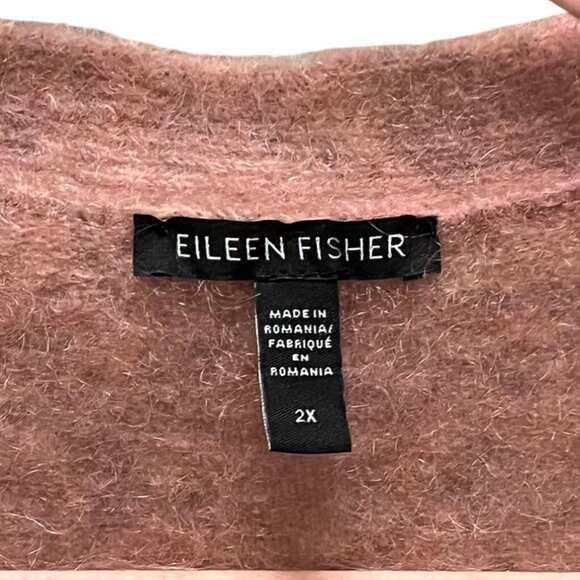 EILEEN FISHER
MADE IN
ROMANIA/
FABRIQUÉ
EN
ROMANIA
2X